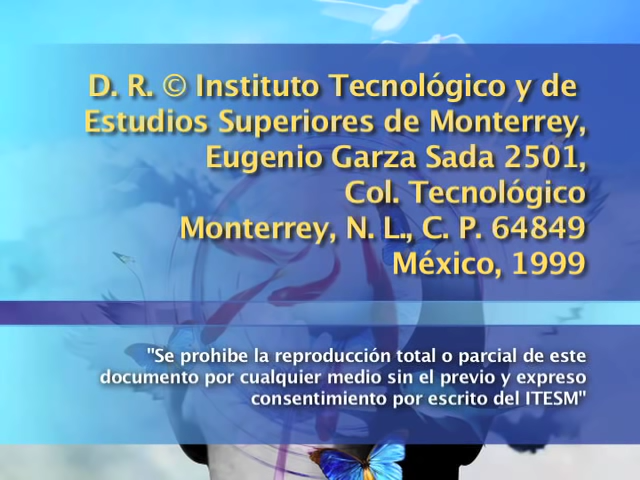 D. R. © Instituto Tecnológico y de
Estudios Superiores de Monterrey,
Eugenio Garza Sada 2501,
Col. Tecnológico
Monterrey, N. L., C. P. 64849
México, 1999
"Se prohibe la reproducción total o parcial de este
documento por cualquier medio sin el previo y expreso
consentimiento por escrito del ITESM"